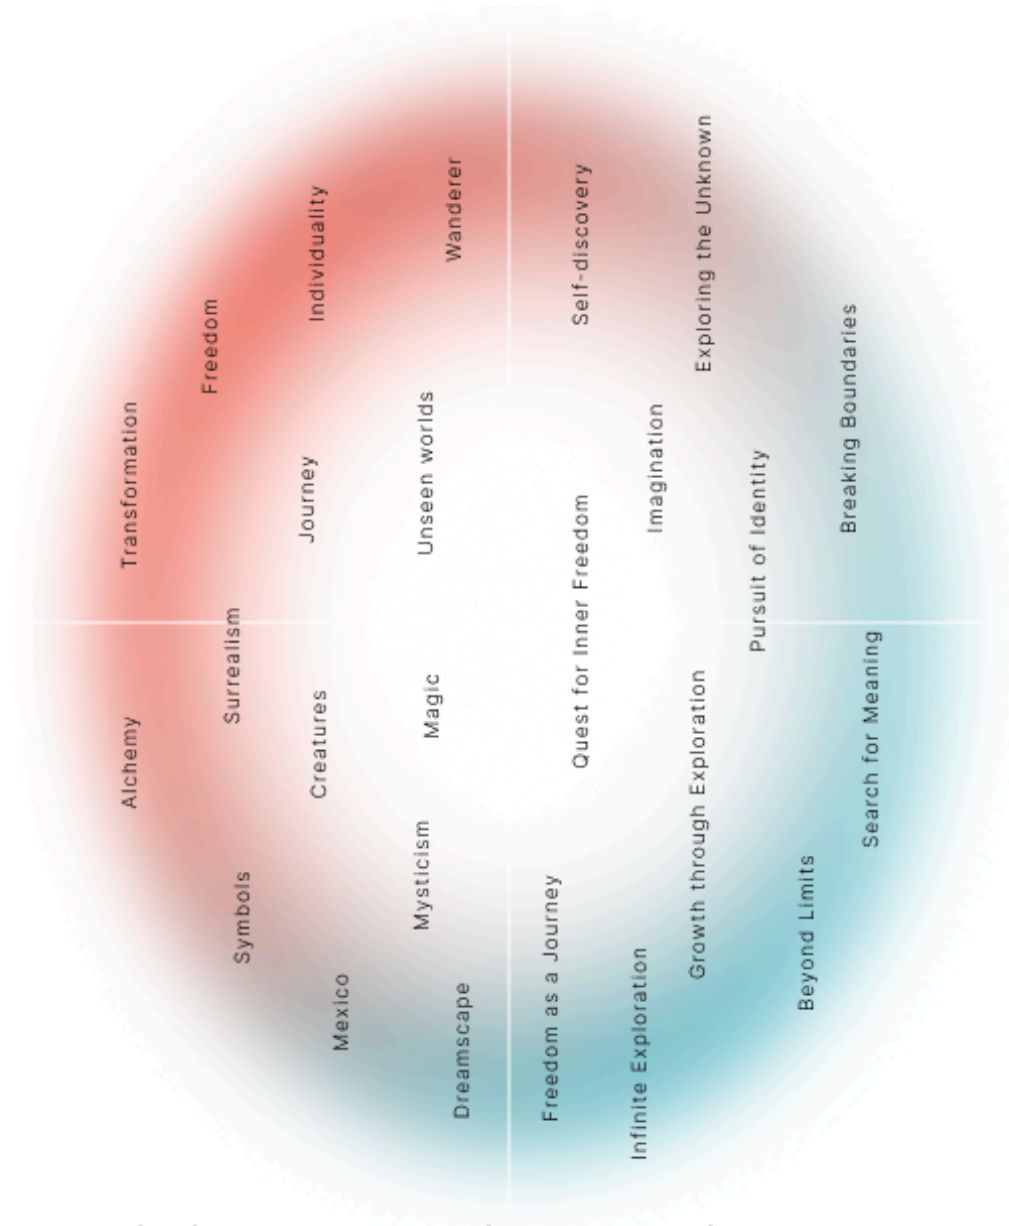 Alchemy
Transformation
Symbols
Surrealism
Freedom
Mexico
Creatures
Journey
Individuality
Dreamscape
Mysticism
Magic
Unseen worlds
Wanderer
Freedom as a Journey
Quest for Inner Freedom
Self-discovery
Infinite Exploration
Imagination
Growth through Exploration
Exploring the Unknown
Pursuit of Identity
Beyond Limits
Breaking Boundaries
Search for Meaning